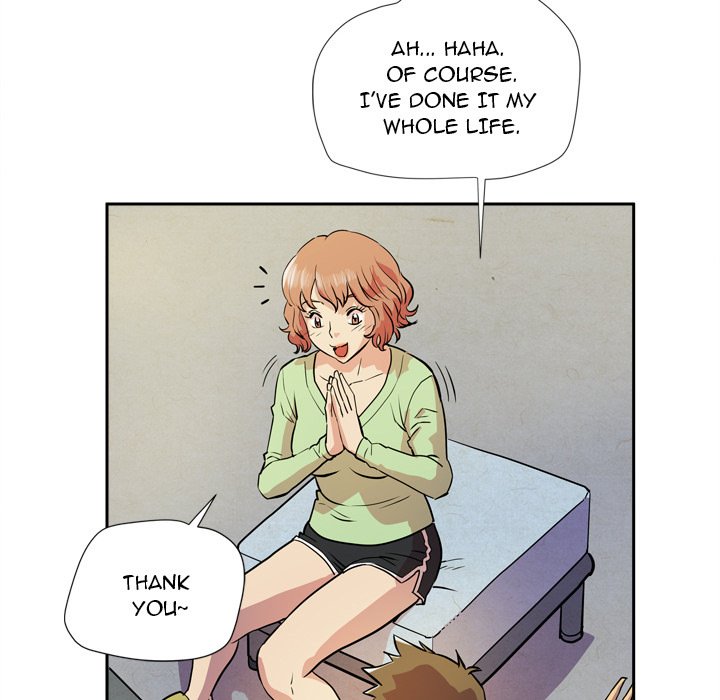 AH... HAHA.
OF COURSE.
I'VE DONE IT MY
WHOLE LIFE.
THANK
YOU~